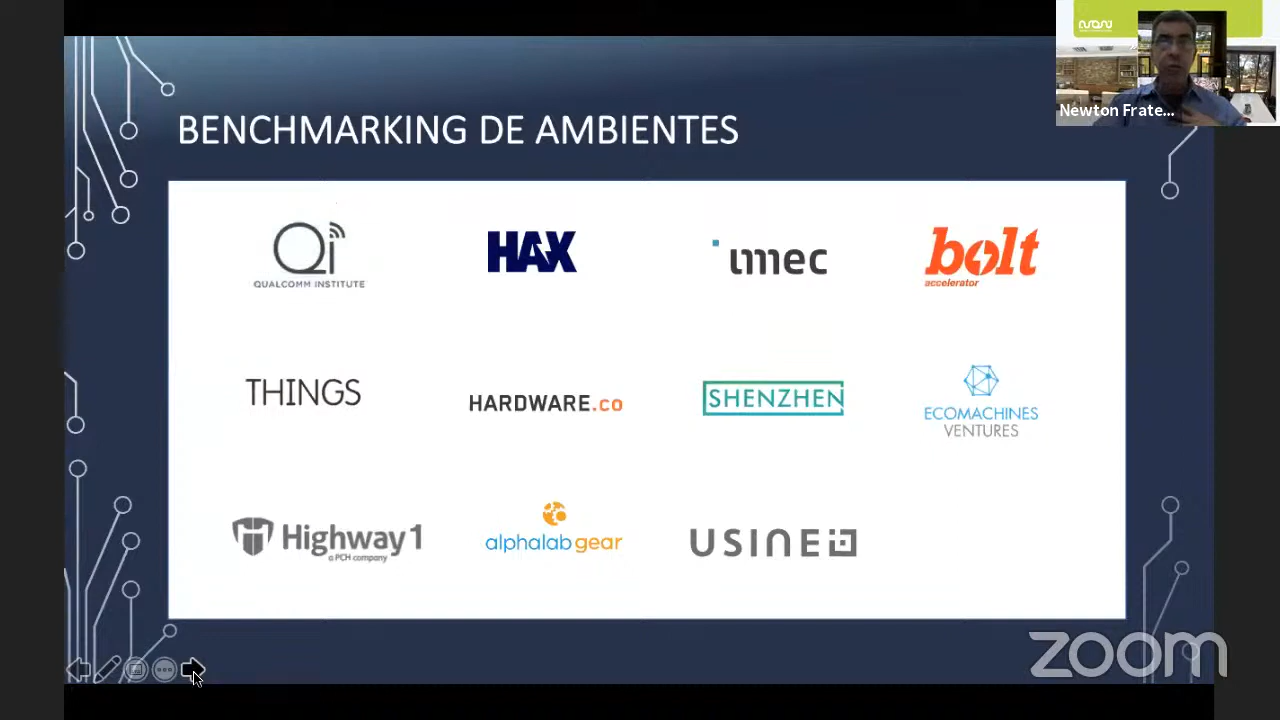 Newton Frate...
BENCHMARKING DE AMBIENTES
Qi
QUALCOMM INSTITUTE
HAX
imec
bolt
accelerator
THINGS
HARDWARE.co
SHENZHEN
ECOMACHINES
VENTURES
Highway1
a PCH company
alphalab gear
USINE IO
zoom